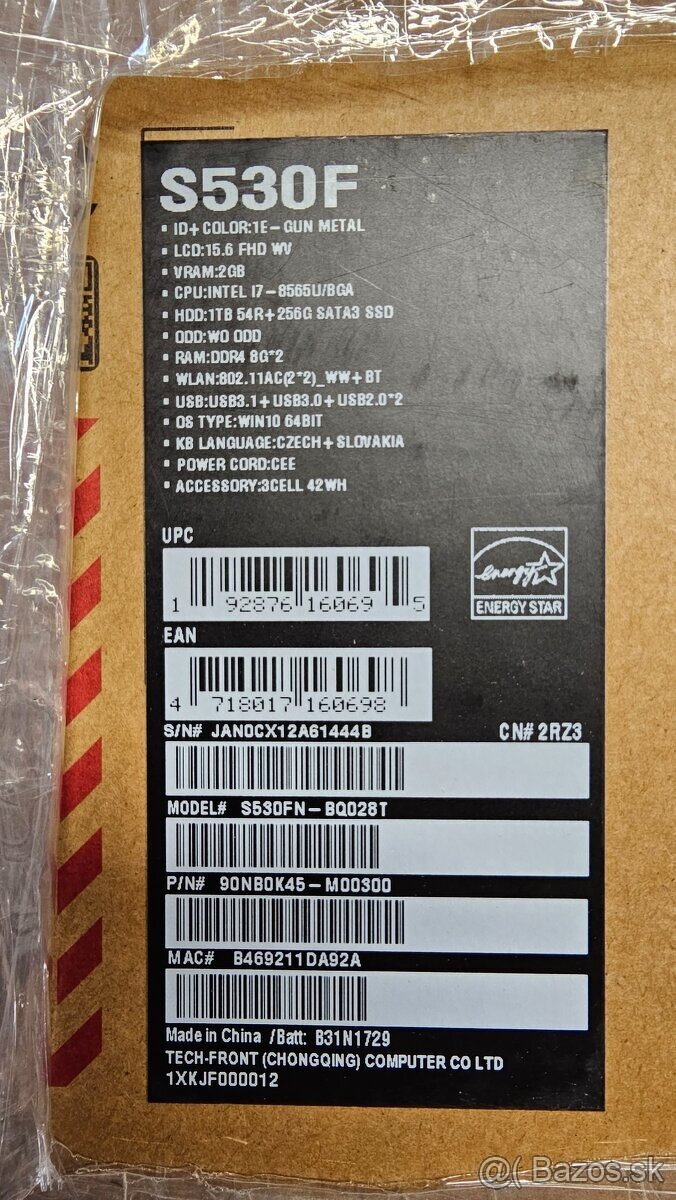 S530F
▪ ID+ COLOR:1E-GUN METAL
▪ LCD:15.6 FHD WV
▪ VRAM:2GB
▪ CPU:INTEL I7-8565U/BGA
▪ HDD:1TB 54R+256G SATA3 SSD
▪ ODD:WO ODD
▪ RAM:DDR4 8G*2
▪ WLAN:802.11AC(2*2)_WW+BT
▪ USB:USB3.1+USB3.0+USB2.0*2
▪ OS TYPE:WIN10 64BIT
▪ KB LANGUAGE:CZECH+SLOVAKIA
▪ POWER CORD:CEE
▪ ACCESSORY:3CELL 42WH
UPC
1 92876 16069 5
energy
ENERGY STAR
EAN
4 718017 160698
S/N# JAN0CX12A61444B CN# 2RZ3
MODEL# S530FN-BQ028T
P/N# 90NB0K45-M00300
MAC# B469211DA92A
Made in China /Batt: B31N1729
TECH-FRONT (CHONGQING) COMPUTER CO LTD
1XKJF000012
@( Bazos.sk